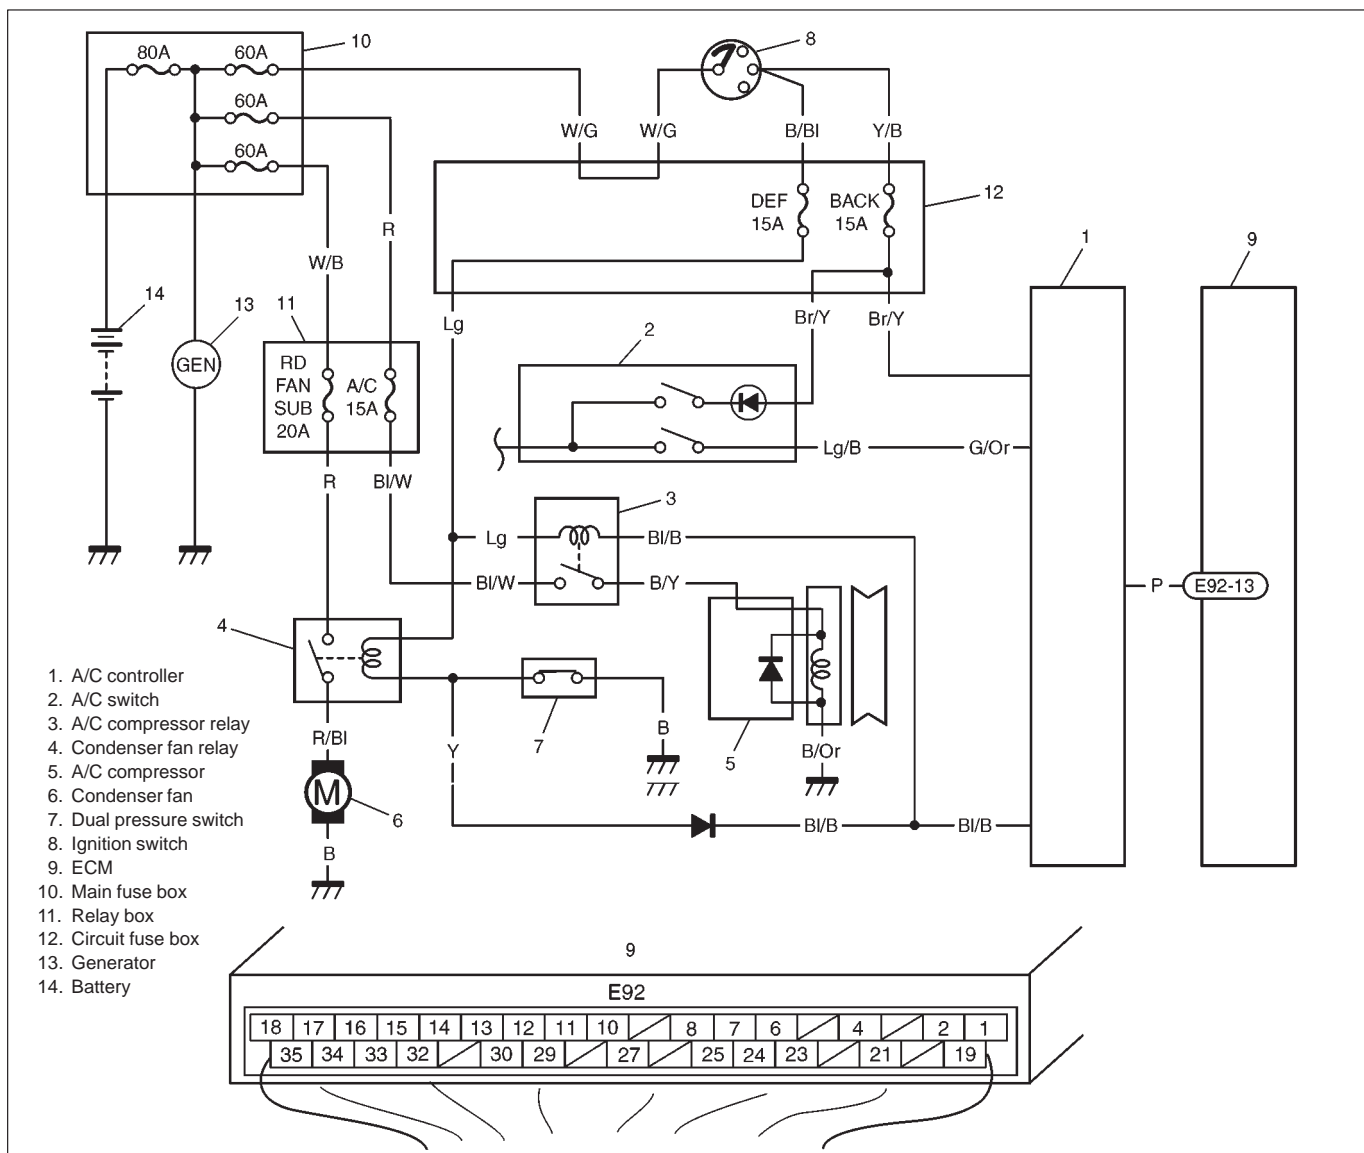 80A 60A 10
60A
60A
8
W/G W/G B/Bl Y/B
DEF 15A
BACK 15A
12
R
W/B
14 13 11
GEN
RD FAN SUB 20A
A/C 15A
Lg
Br/Y Br/Y
1 9
2
Lg/B G/Or
R Bl/W
3
Lg Bl/B
Bl/W B/Y
P E92-13
4
1. A/C controller
2. A/C switch
3. A/C compressor relay
4. Condenser fan relay
5. A/C compressor
6. Condenser fan
7. Dual pressure switch
8. Ignition switch
9. ECM
10. Main fuse box
11. Relay box
12. Circuit fuse box
13. Generator
14. Battery
R/Bl Y 7 B 5 B/Or
M
6
B
Bl/B Bl/B
9
E92
18 17 16 15 14 13 12 11 10 8 7 6 4 2 1
35 34 33 32 30 29 27 25 24 23 21 19